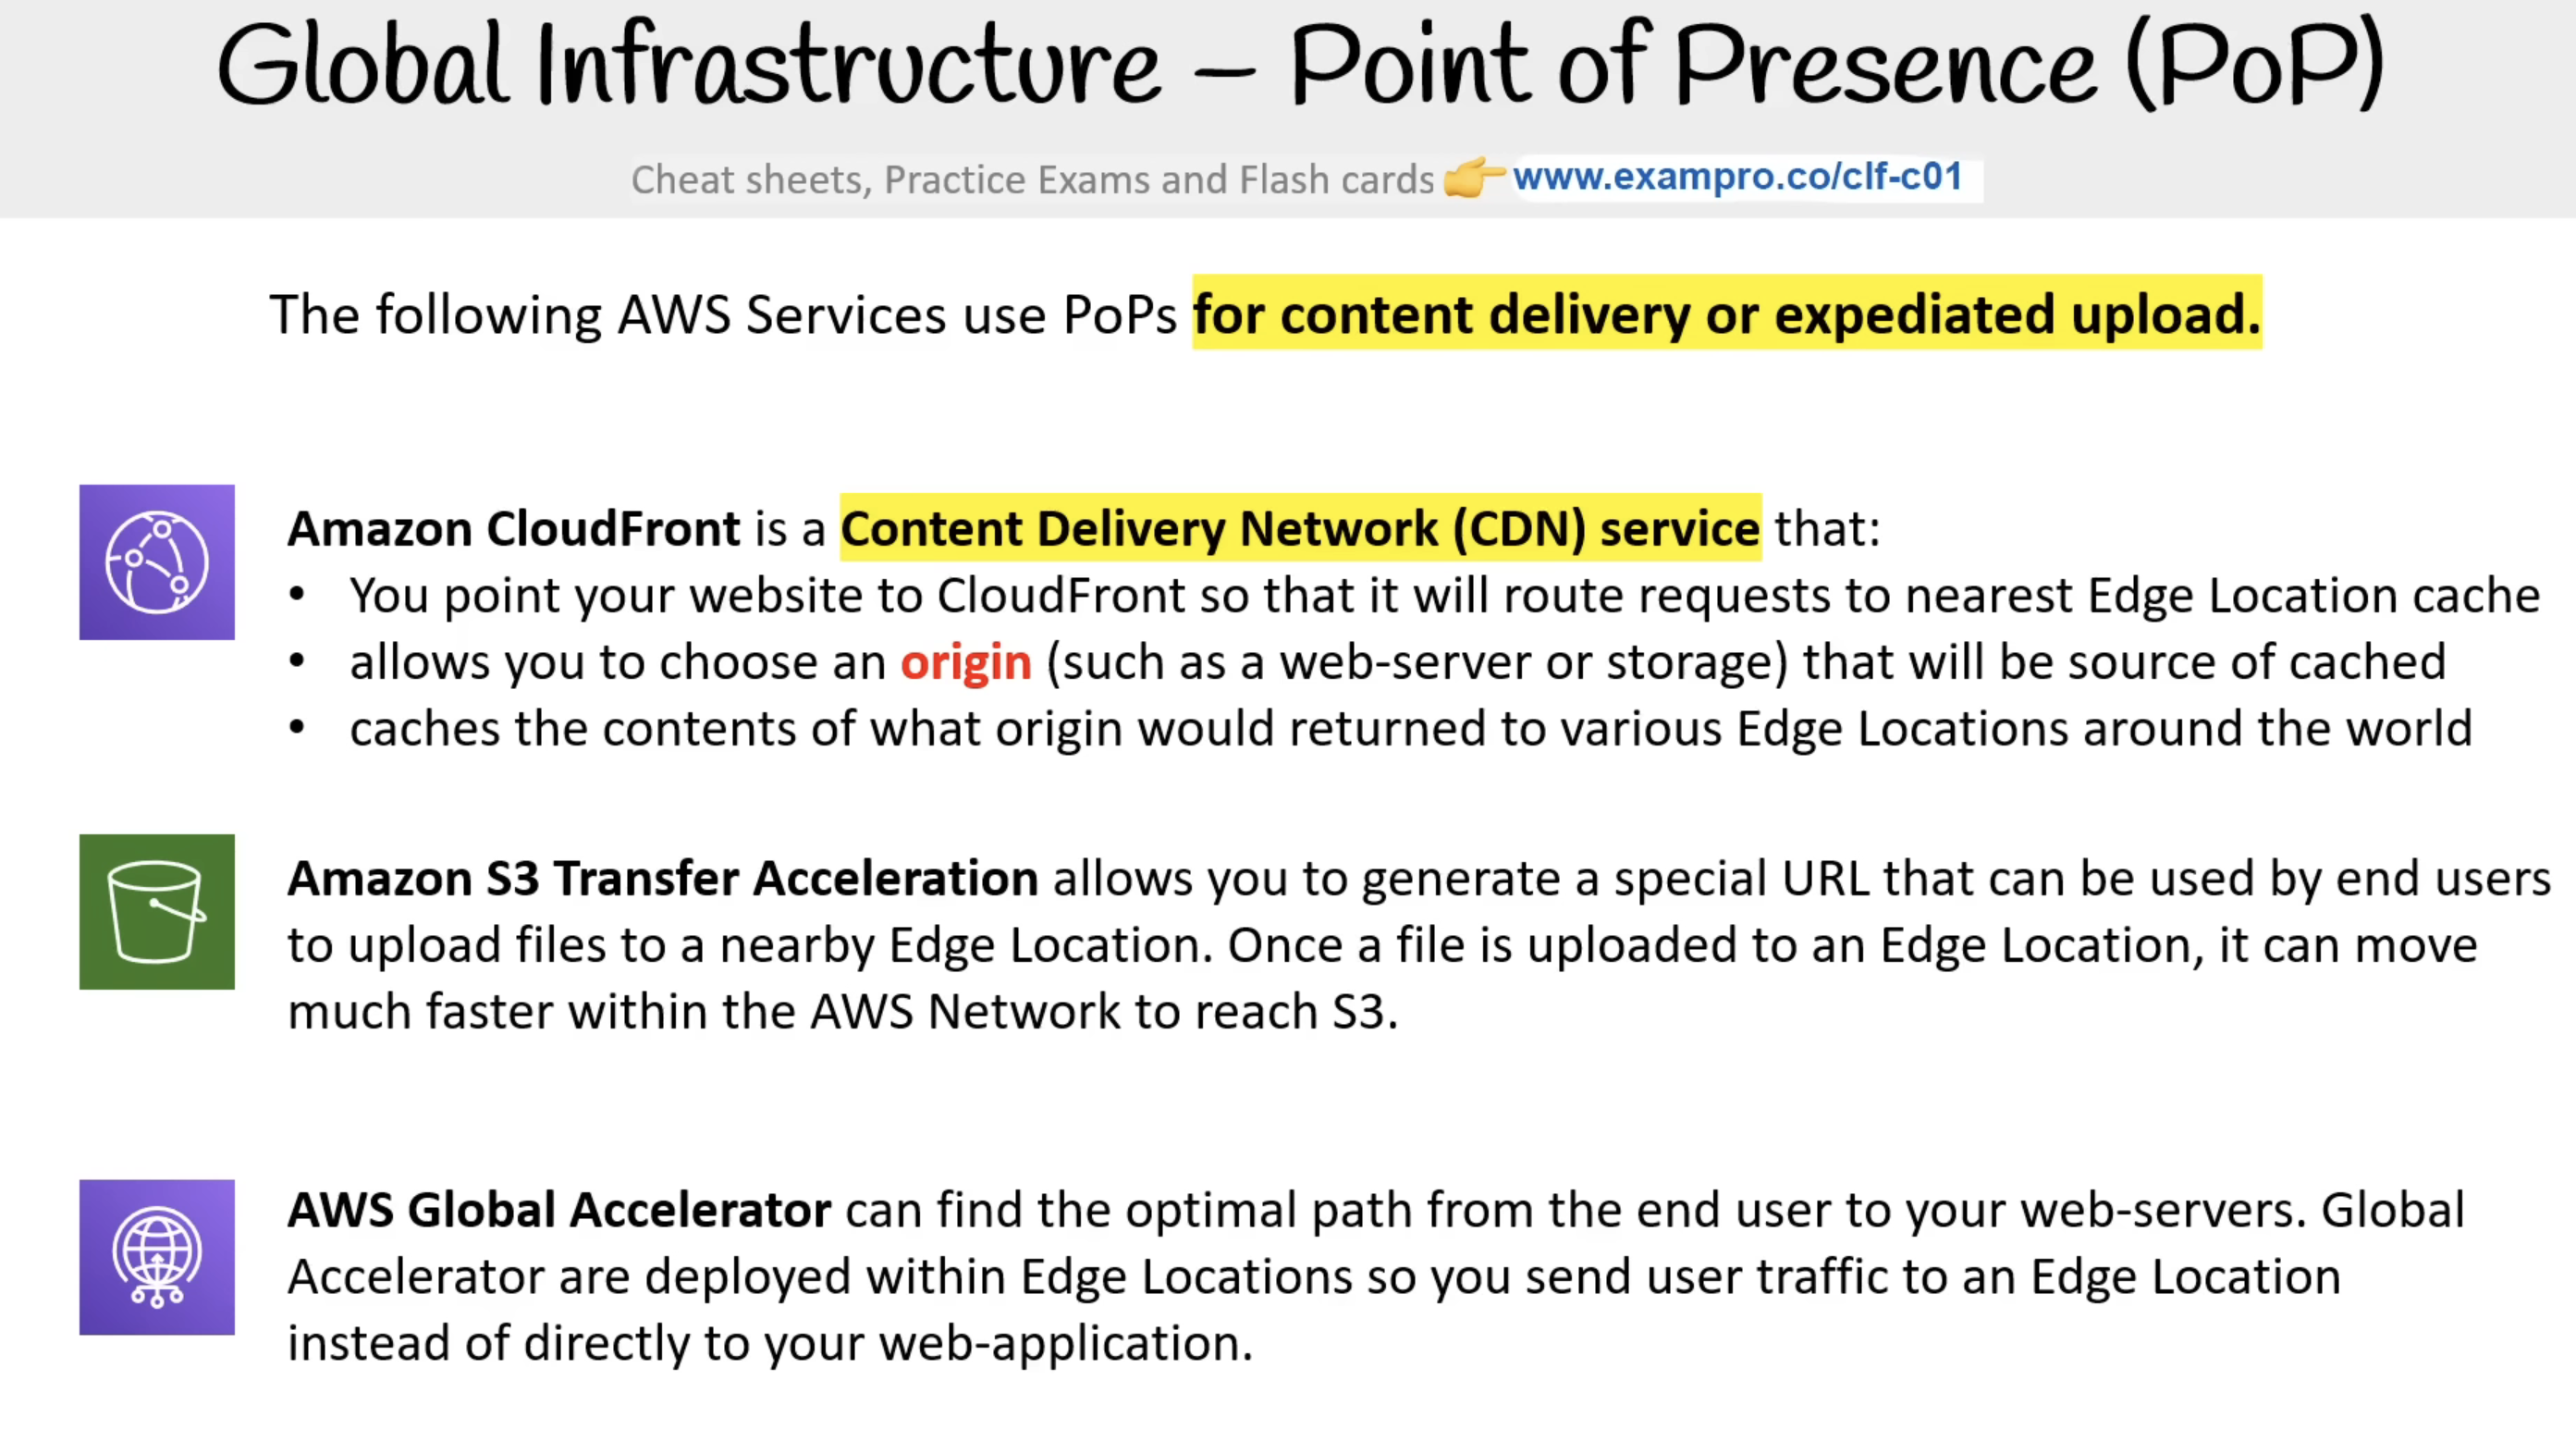 Global Infrastructure – Point of Presence (PoP)
Cheat sheets, Practice Exams and Flash cards 👉 www.exampro.co/clf-c01
The following AWS Services use PoPs for content delivery or expediated upload.
Amazon CloudFront is a Content Delivery Network (CDN) service that:
• You point your website to CloudFront so that it will route requests to nearest Edge Location cache
• allows you to choose an origin (such as a web-server or storage) that will be source of cached
• caches the contents of what origin would returned to various Edge Locations around the world
Amazon S3 Transfer Acceleration allows you to generate a special URL that can be used by end users
to upload files to a nearby Edge Location. Once a file is uploaded to an Edge Location, it can move
much faster within the AWS Network to reach S3.
AWS Global Accelerator can find the optimal path from the end user to your web-servers. Global
Accelerator are deployed within Edge Locations so you send user traffic to an Edge Location
instead of directly to your web-application.